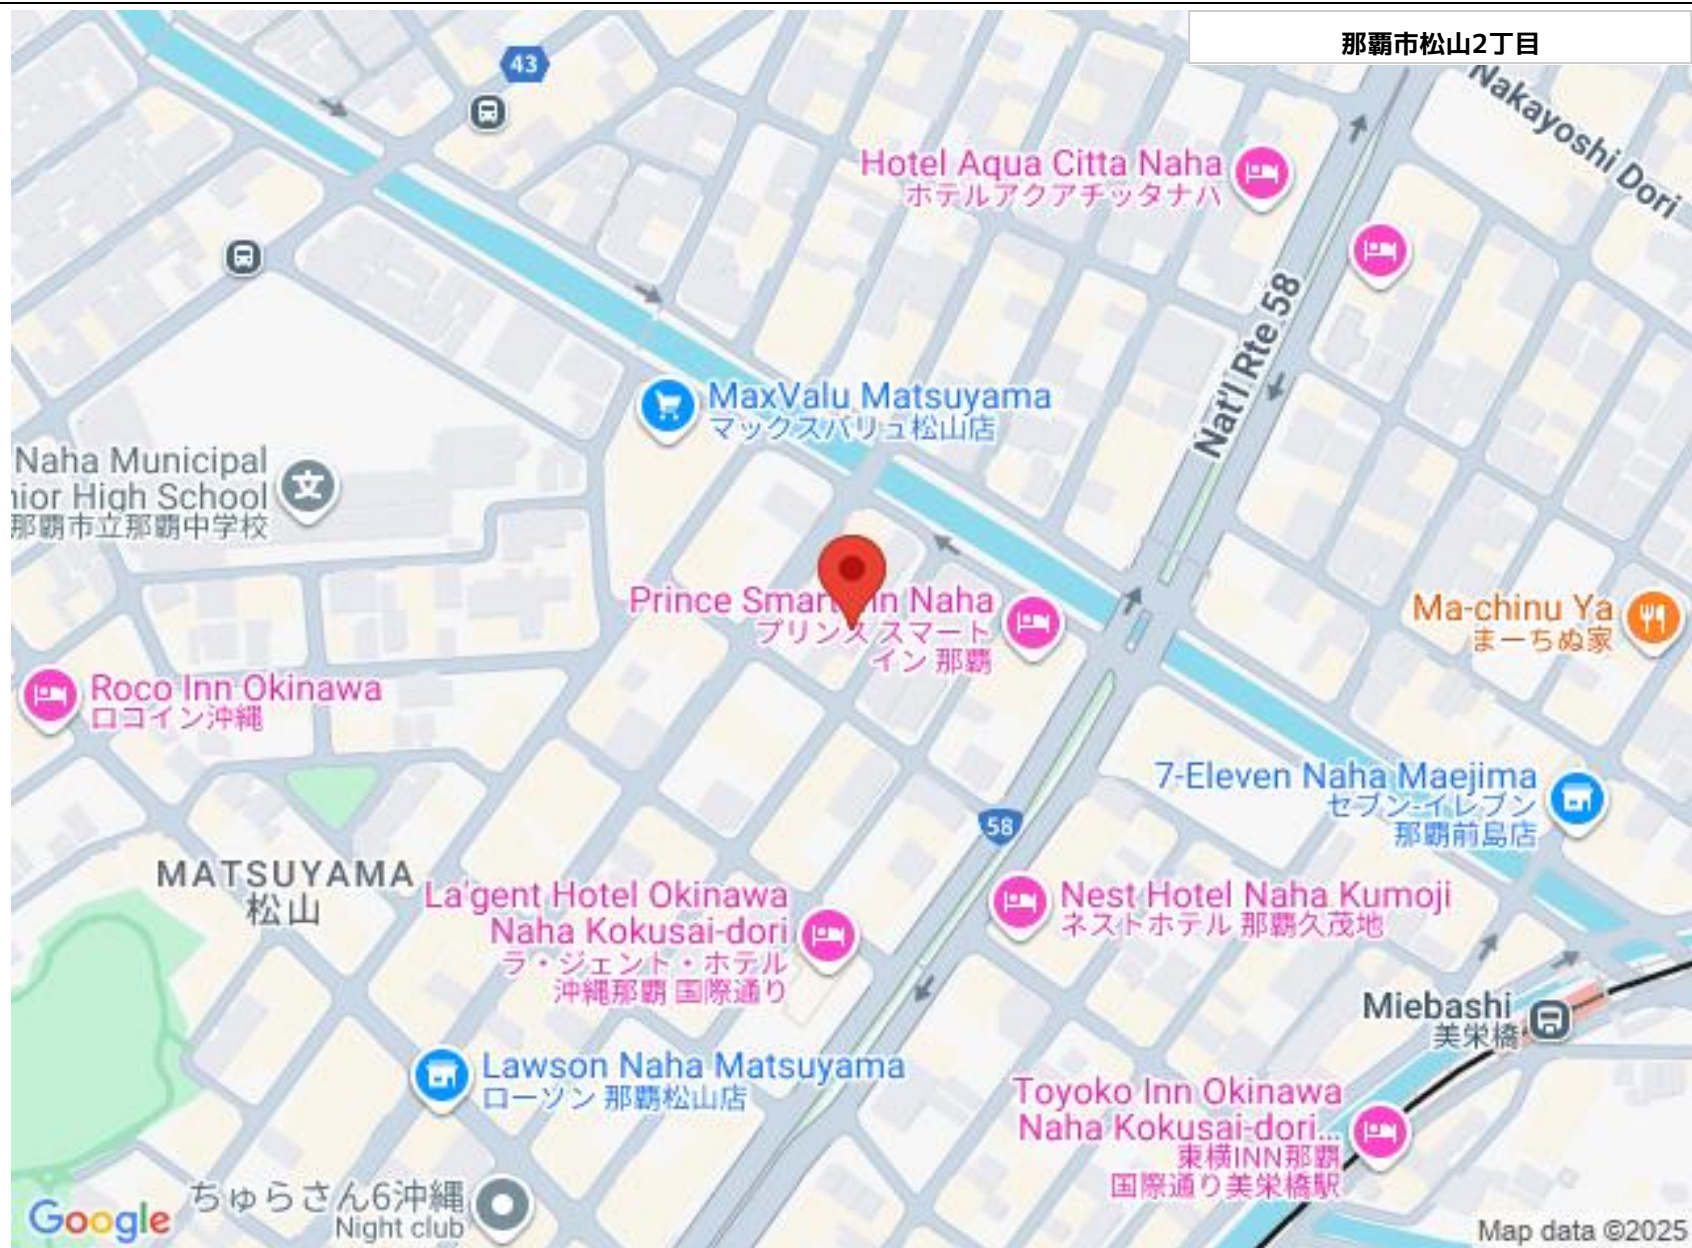 那覇市松山2丁目
43
Nakayoshi Dori
Hotel Aqua Citta Naha
ホテルアクアチッタナハ
Nat'l Rte 58
MaxValu Matsuyama
マックスバリュ松山店
Naha Municipal
nior High School
那覇市立那覇中学校
文
Prince Smart Inn Naha
プリンス スマート
イン 那覇
Ma-chinu Ya
まーちぬ家
Roco Inn Okinawa
ロコイン沖縄
7-Eleven Naha Maejima
セブン-イレブン
那覇前島店
58
MATSUYAMA
松山
La'gent Hotel Okinawa
Naha Kokusai-dori
ラ・ジェント・ホテル
沖縄那覇 国際通り
Nest Hotel Naha Kumoji
ネストホテル 那覇久茂地
Miebashi
美栄橋
Lawson Naha Matsuyama
ローソン 那覇松山店
Toyoko Inn Okinawa
Naha Kokusai-dori...
東横INN那覇
国際通り美栄橋駅
ちゅらさん6沖縄
Night club
Google
Map data ©2025